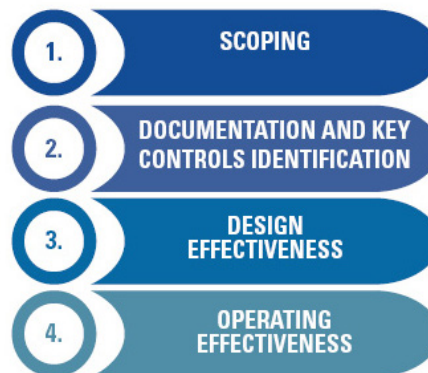 1. SCOPING
2. DOCUMENTATION AND KEY
CONTROLS IDENTIFICATION
3. DESIGN
EFFECTIVENESS
4. OPERATING
EFFECTIVENESS